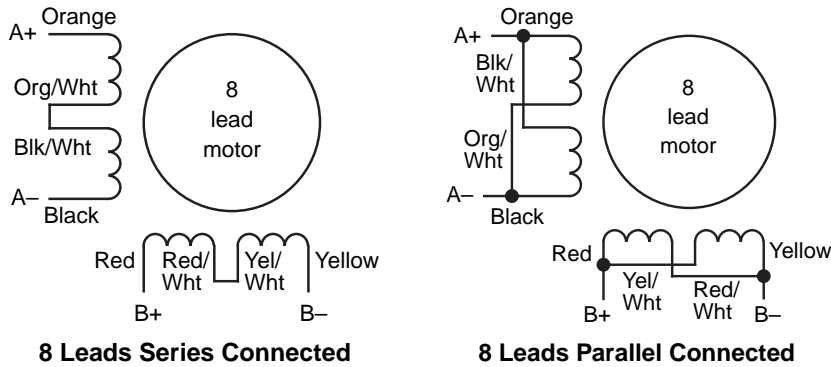 Orange
A+
Org/Wht
Blk/Wht
A–
Black
8
lead
motor
Red
Red/
Wht
Yel/
Wht
Yellow
B+
B–
8 Leads Series Connected
A+
Orange
Blk/
Wht
Org/
Wht
A–
Black
8
lead
motor
Red
Yel/
Wht
Red/
Wht
Yellow
B+
B–
8 Leads Parallel Connected